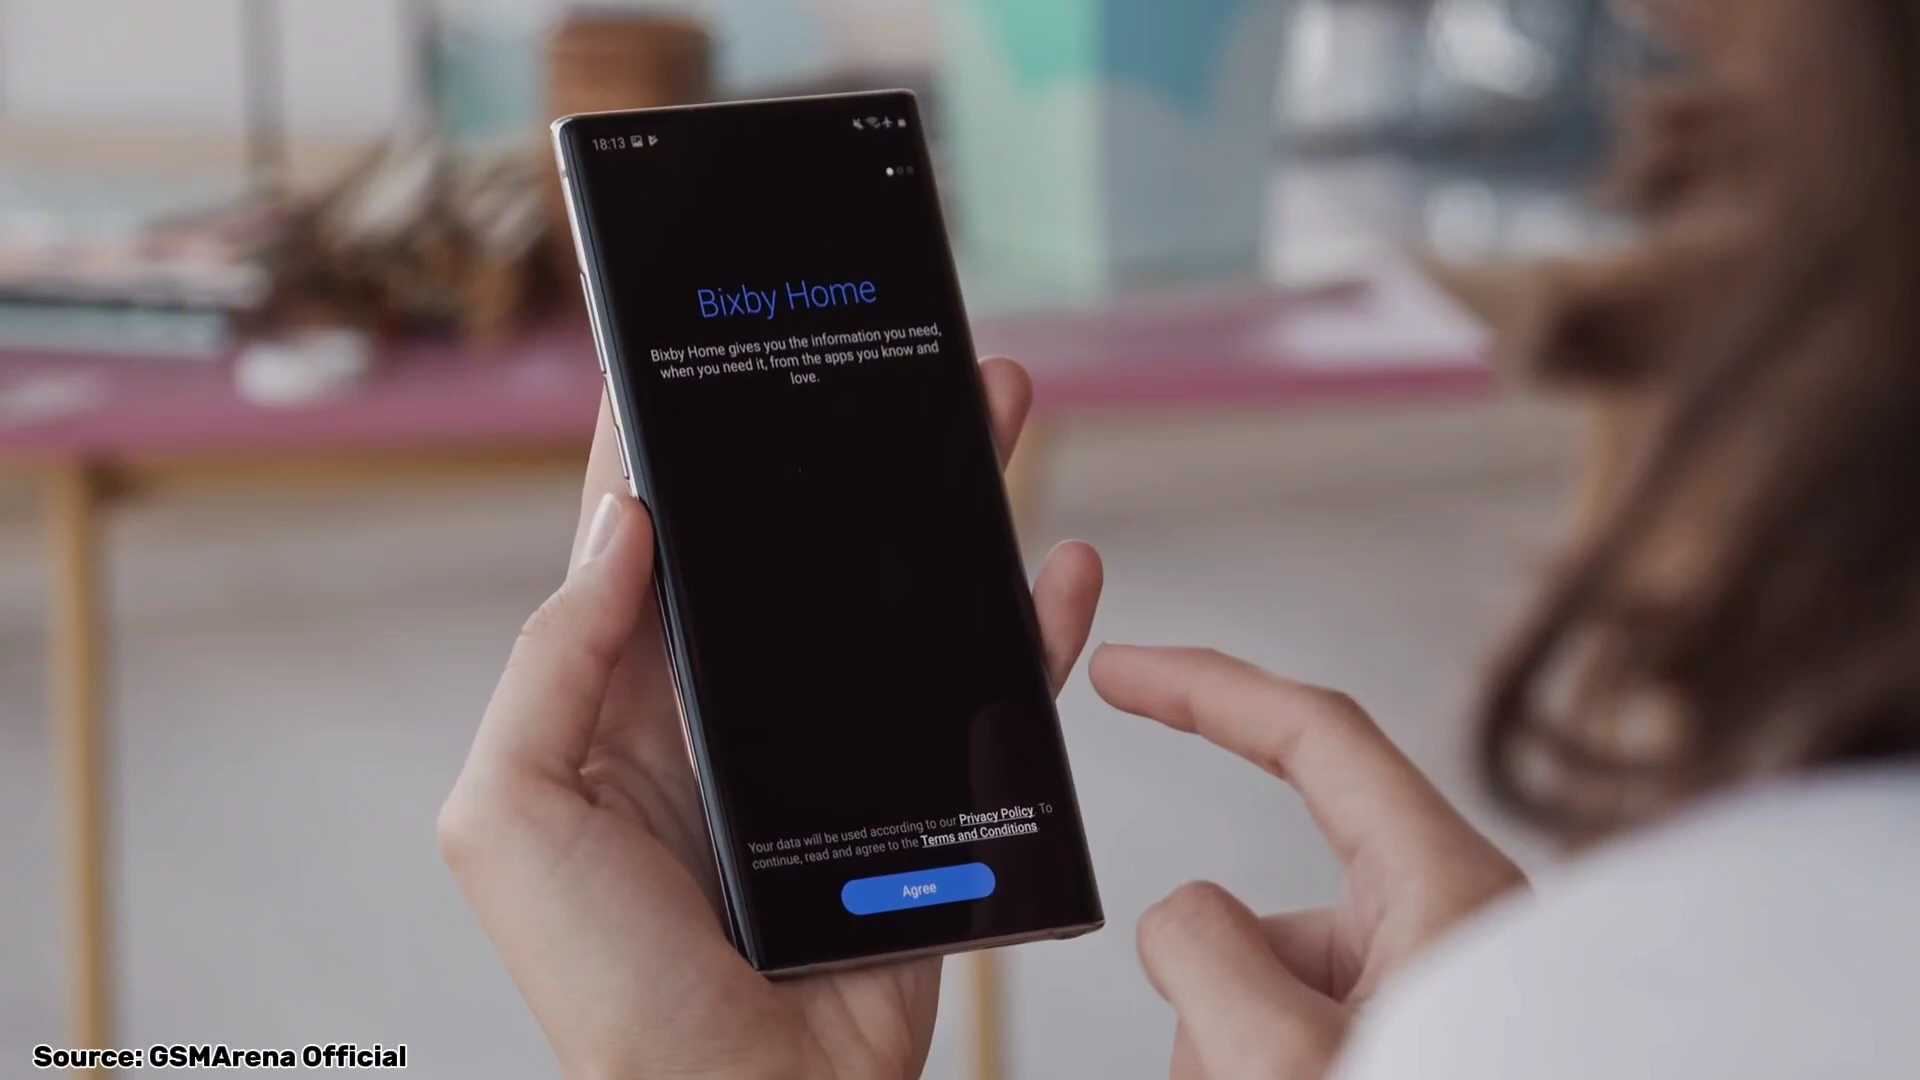 18:13
Bixby Home
Bixby Home gives you the information you need,
when you need it, from the apps you know and
love.
Your data will be used according to our Privacy Policy. To
continue, read and agree to the Terms and Conditions.
Agree
Source: GSMArena Official